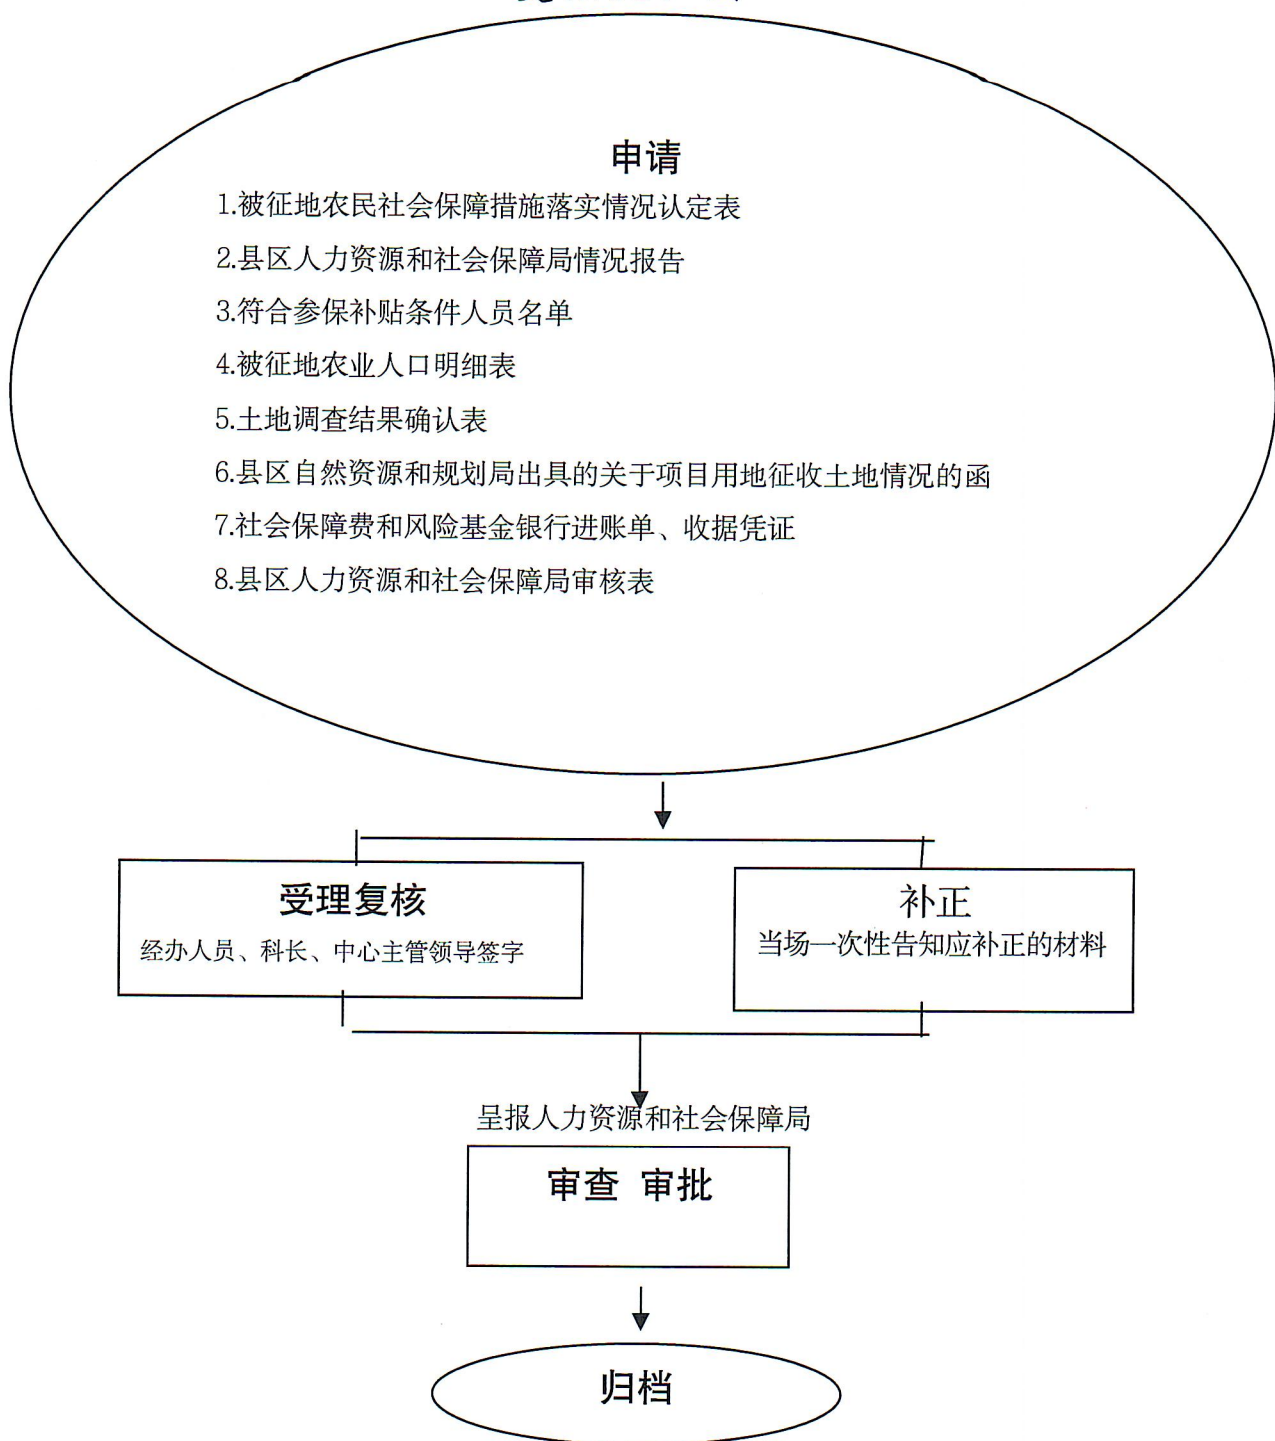 申请
1.被征地农民社会保障措施落实情况认定表
2.县区人力资源和社会保障局情况报告
3.符合参保补贴条件人员名单
4.被征地农业人口明细表
5.土地调查结果确认表
6.县区自然资源和规划局出具的关于项目用地征收土地情况的函
7.社会保障费和风险基金银行进账单、收据凭证
8.县区人力资源和社会保障局审核表
受理复核
经办人员、科长、中心主管领导签字
补正
当场一次性告知应补正的材料
呈报人力资源和社会保障局
审查 审批
归档